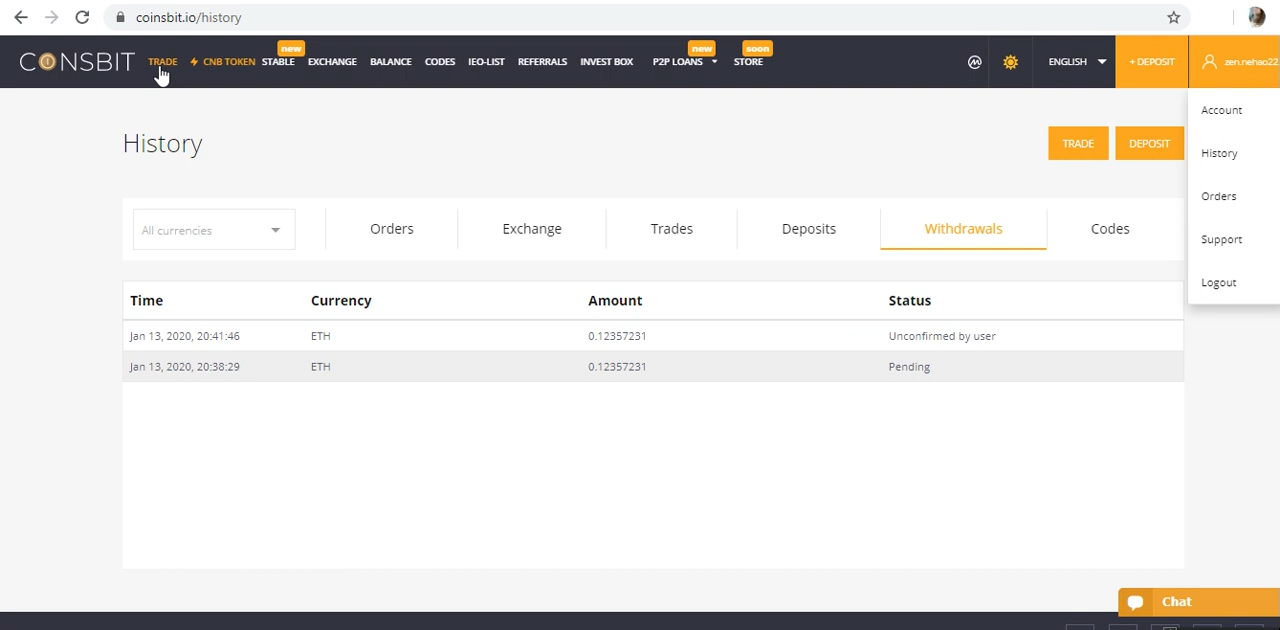 coinsbit.io/history
COINSBIT
TRADE
CNB TOKEN
new
STABLE
EXCHANGE
BALANCE
CODES
IEO-LIST
REFERRALS
INVEST BOX
new
P2P LOANS
soon
STORE
ENGLISH
+ DEPOSIT
zen.nehao22
Account
History
Orders
Support
Logout
History
TRADE
DEPOSIT
All currencies
Orders
Exchange
Trades
Deposits
Withdrawals
Codes
Time Currency Amount Status
Jan 13, 2020, 20:41:46 ETH 0.12357231 Unconfirmed by user
Jan 13, 2020, 20:38:29 ETH 0.12357231 Pending
Chat